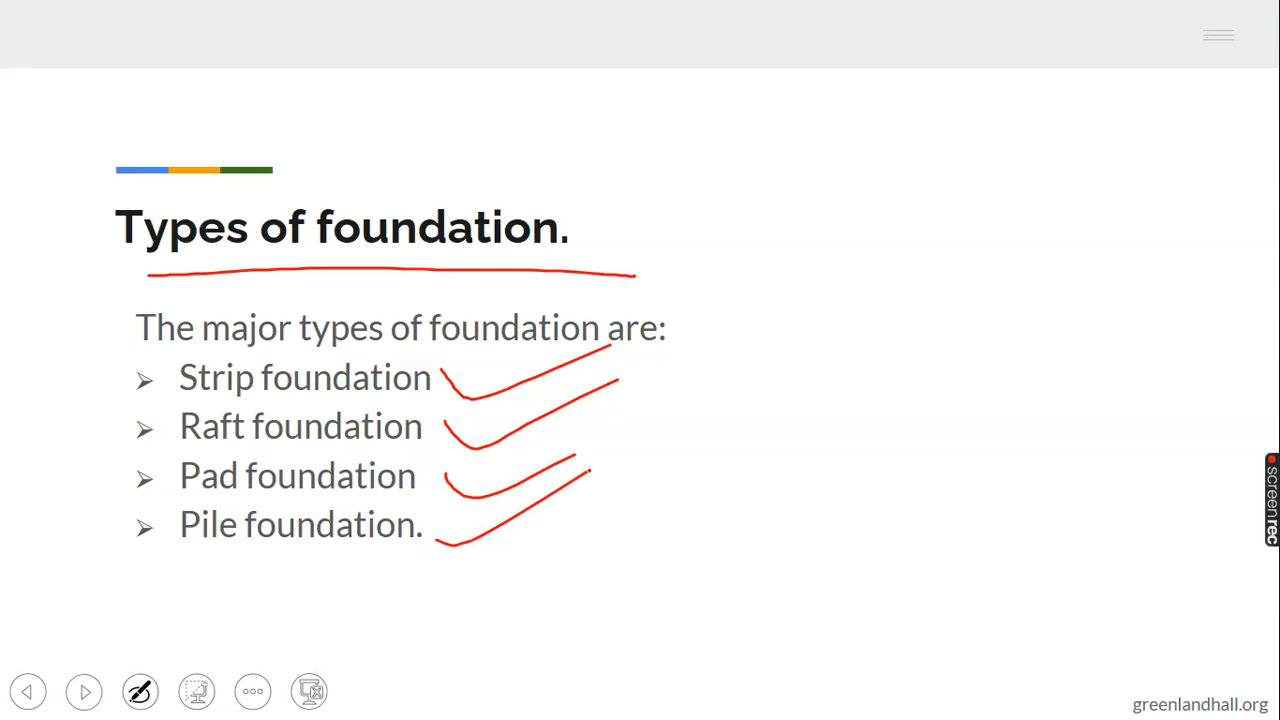 Types of foundation.
The major types of foundation are:
➢ Strip foundation
➢ Raft foundation
➢ Pad foundation
➢ Pile foundation.
screenrec
greenlandhall.org